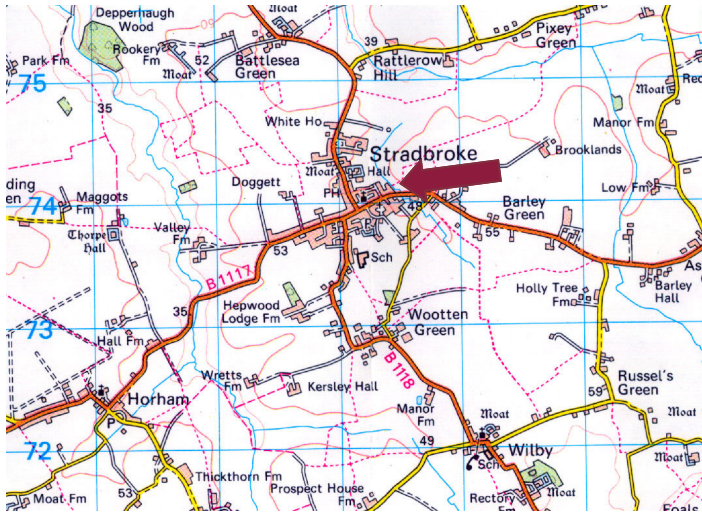 Depperhaugh
Wood
Rookery
Fm
Moat
52
Battlesea
Green
39
Rattlerow
Hill
Pixey
Green
Park Fm
75
35
Moat
White Ho
Manor Fm
Stradbroke
Moat
Hall
Brooklands
Maggots
Fm
Doggett
PH
Low Fm
74
Thorpe
Hall
Valley
Fm
53
48
Barley
Green
55
B1117
Sch
Barley
Hall
Holly Tree
Fm
35
Hepwood
Lodge Fm
Wootten
Green
73
Hall Fm
B1118
Wretts
Fm
Kersley Hall
Russel's
Green
59
Horham
P
Manor
Fm
Moat
Moat
72
49
Wilby
Sch
Moat Fm
53
Thickthorn Fm
Prospect House
Fm
Rectory
Fm
Moat